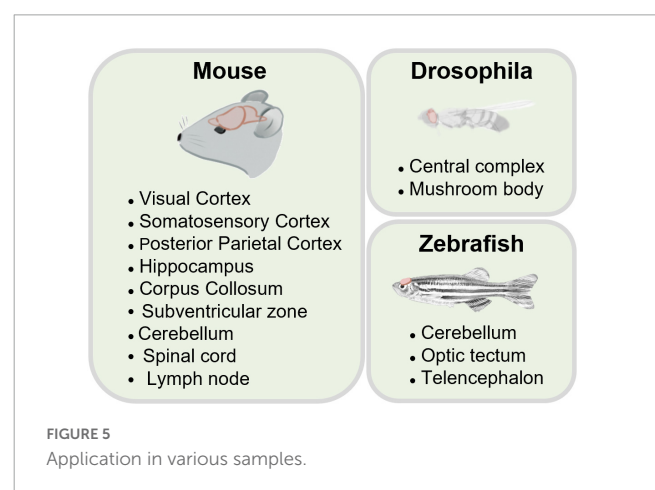 Mouse
• Visual Cortex
• Somatosensory Cortex
• Posterior Parietal Cortex
• Hippocampus
• Corpus Collosum
• Subventricular zone
• Cerebellum
• Spinal cord
• Lymph node
Drosophila
• Central complex
• Mushroom body
Zebrafish
• Cerebellum
• Optic tectum
• Telencephalon
FIGURE 5
Application in various samples.